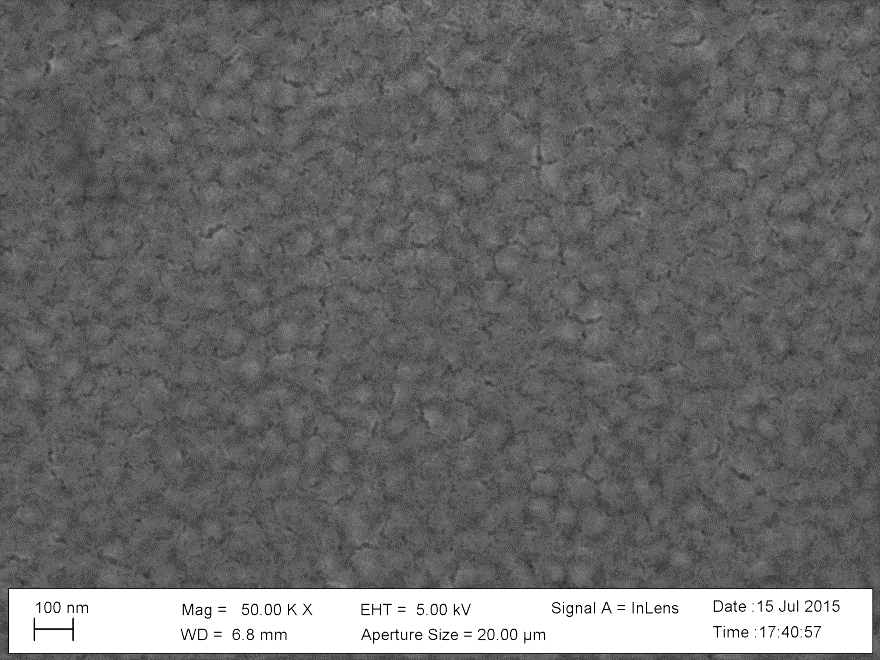 100 nm Mag = 50.00 K X EHT = 5.00 kV Signal A = InLens Date :15 Jul 2015
WD = 6.8 mm Aperture Size = 20.00 µm Time :17:40:57